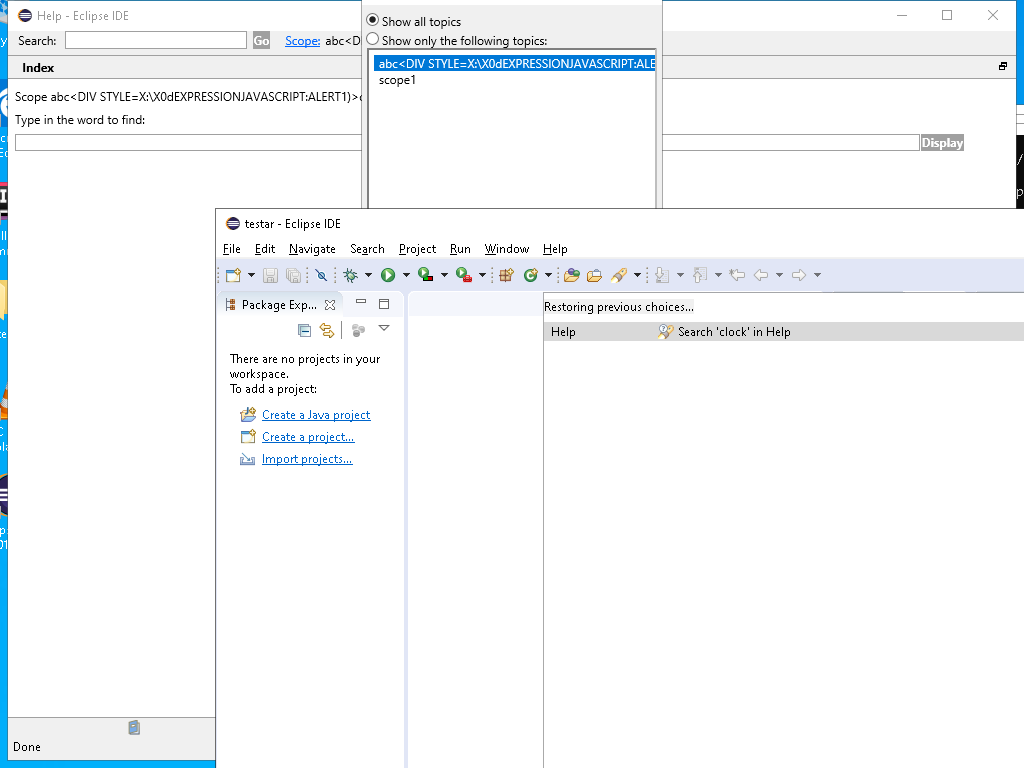 Help - Eclipse IDE
Search:
Go
Scope: abc<D
Show all topics
Show only the following topics:
abc<DIV STYLE=X:\X0dEXPRESSIONJAVASCRIPT:ALE
scope1
Index
Scope abc<DIV STYLE=X:\X0dEXPRESSIONJAVASCRIPT:ALERT1)>
Type in the word to find:
Display
testar - Eclipse IDE
File Edit Navigate Search Project Run Window Help
Package Exp...
Restoring previous choices...
Help Search 'clock' in Help
There are no projects in your
workspace.
To add a project:
Create a Java project
Create a project...
Import projects...
Done